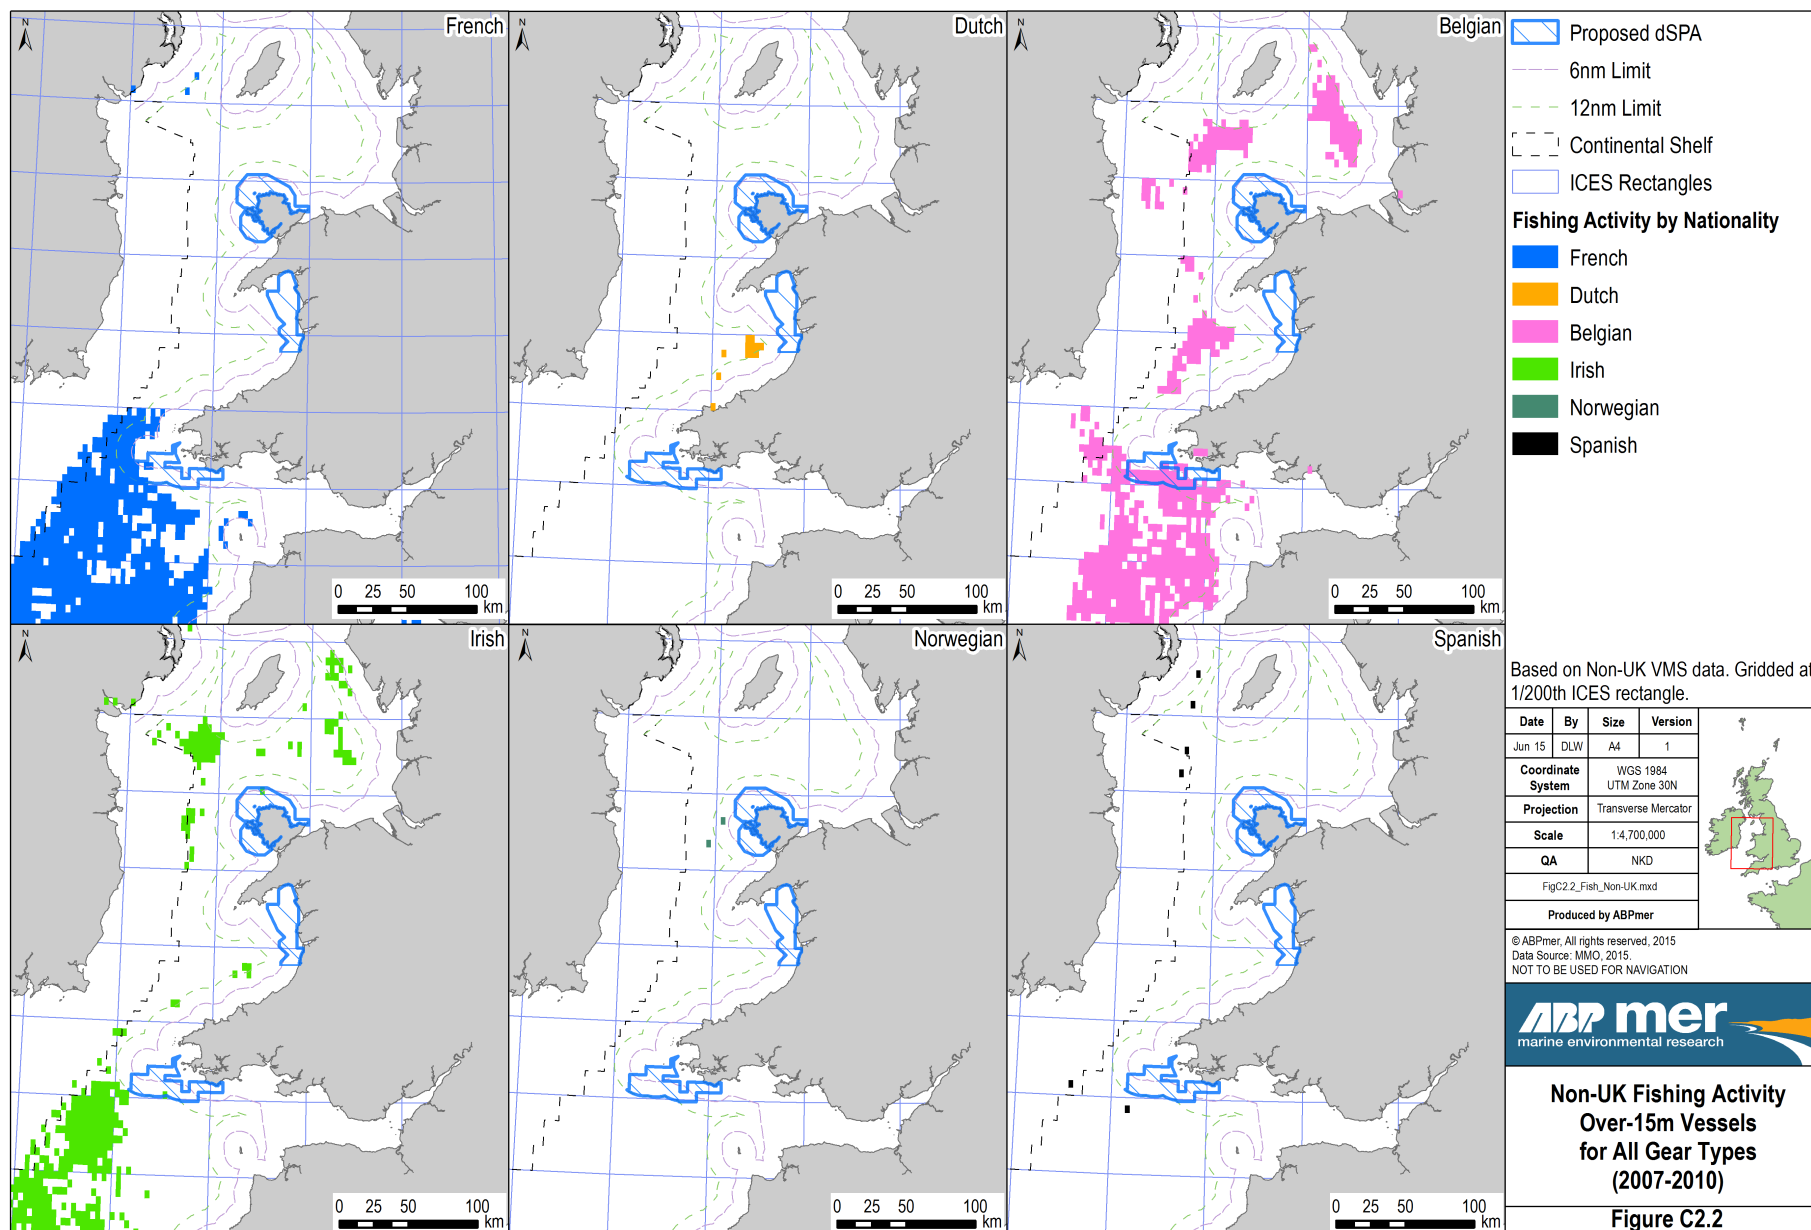 N
French
0 25 50 100
km
N
Dutch
0 25 50 100
km
N
Belgian
0 25 50 100
km
N
Irish
0 25 50 100
km
N
Norwegian
0 25 50 100
km
N
Spanish
0 25 50 100
km
Proposed dSPA
6nm Limit
12nm Limit
Continental Shelf
ICES Rectangles
Fishing Activity by Nationality
French
Dutch
Belgian
Irish
Norwegian
Spanish
Based on Non-UK VMS data. Gridded at
1/200th ICES rectangle.
Date By Size Version
Jun 15 DLW A4 1
Coordinate System WGS 1984 UTM Zone 30N
Projection Transverse Mercator
Scale 1:4,700,000
QA NKD
FigC2.2_Fish_Non-UK.mxd
Produced by ABPmer
© ABPmer, All rights reserved, 2015
Data Source: MMO, 2015.
NOT TO BE USED FOR NAVIGATION
ABP mer
marine environmental research
Non-UK Fishing Activity
Over-15m Vessels
for All Gear Types
(2007-2010)
Figure C2.2